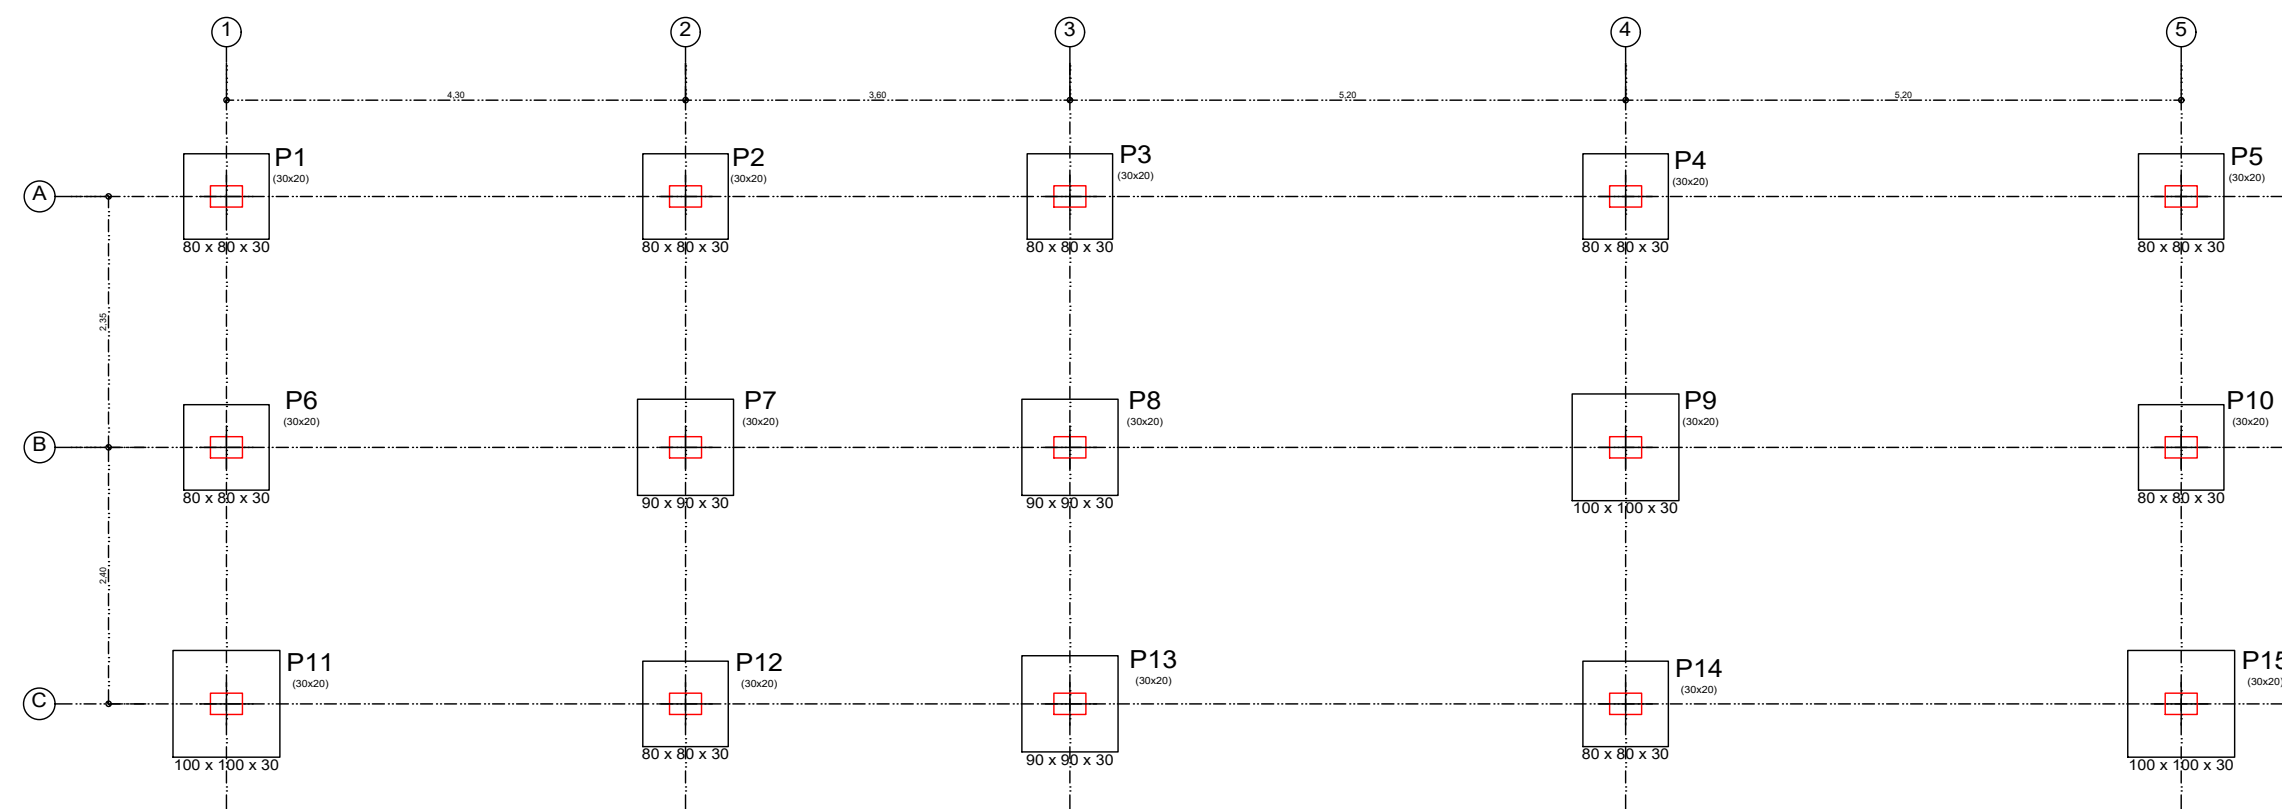 1 2 3 4 5
4,30 3,60 5,20 5,20
P1 P2 P3 P4 P5
(30x20) (30x20) (30x20) (30x20) (30x20)
A
80 x 80 x 30 80 x 80 x 30 80 x 80 x 30 80 x 80 x 30 80 x 80 x 30
2,35
P6 P7 P8 P9 P10
(30x20) (30x20) (30x20) (30x20) (30x20)
B
80 x 80 x 30 90 x 90 x 30 90 x 90 x 30 100 x 100 x 30 80 x 80 x 30
2,40
P11 P12 P13 P14 P15
(30x20) (30x20) (30x20) (30x20) (30x20)
C
100 x 100 x 30 80 x 80 x 30 90 x 90 x 30 80 x 80 x 30 100 x 100 x 30